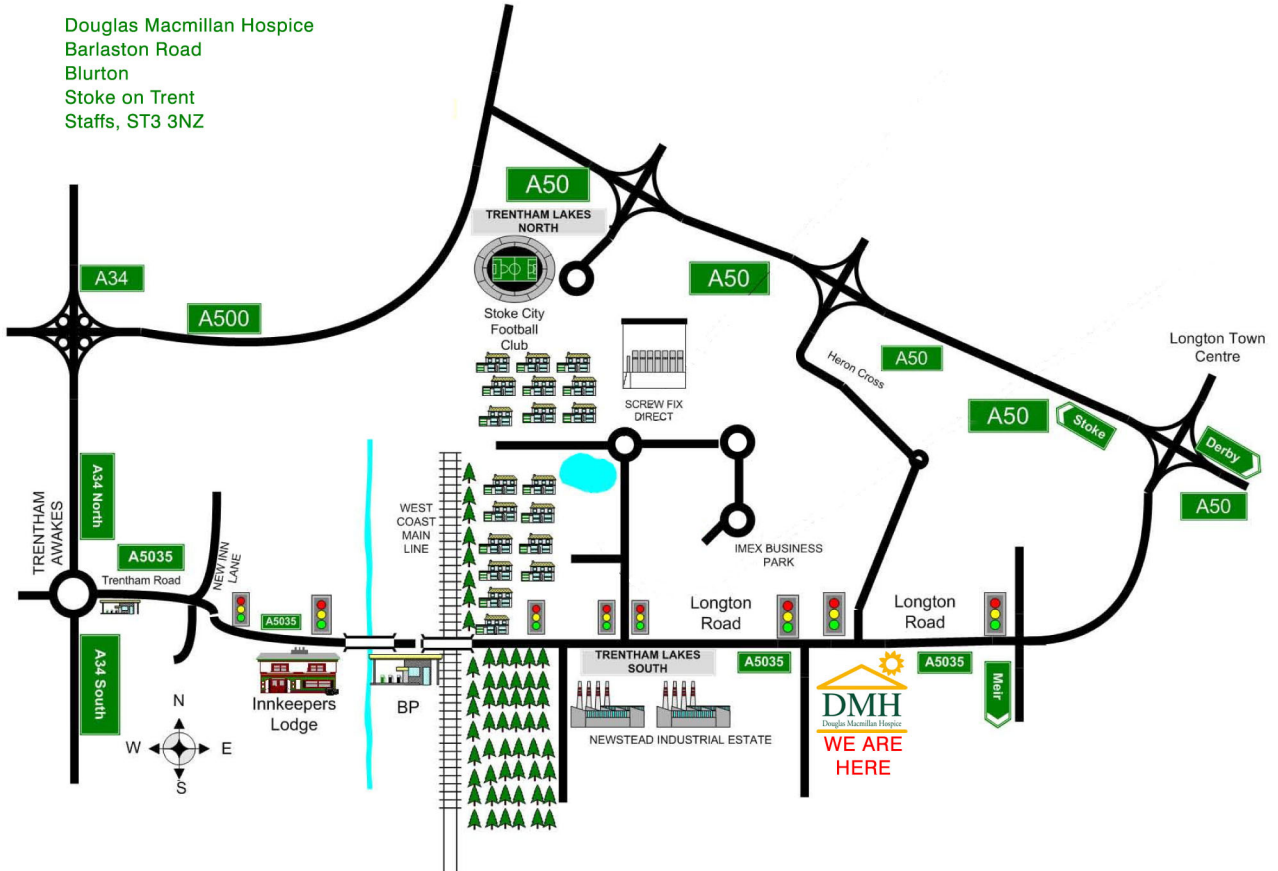 Douglas Macmillan Hospice
Barlaston Road
Blurton
Stoke on Trent
Staffs, ST3 3NZ
A50
TRENTHAM LAKES
NORTH
A34
A500
A50
Stoke City
Football
Club
Heron Cross
A50
Longton Town
Centre
SCREW FIX
DIRECT
A50
Stoke
Derby
A50
A34 North
TRENTHAM
AWAKES
A5035
Trentham Road
NEW INN
LANE
WEST
COAST
MAIN
LINE
IMEX BUSINESS
PARK
A5035
Longton
Road
Longton
Road
A34 South
TRENTHAM LAKES
SOUTH
A5035
A5035
Meir
Innkeepers
Lodge
BP
DMH
Douglas Macmillan Hospice
WE ARE
HERE
NEWSTEAD INDUSTRIAL ESTATE
N
W
E
S